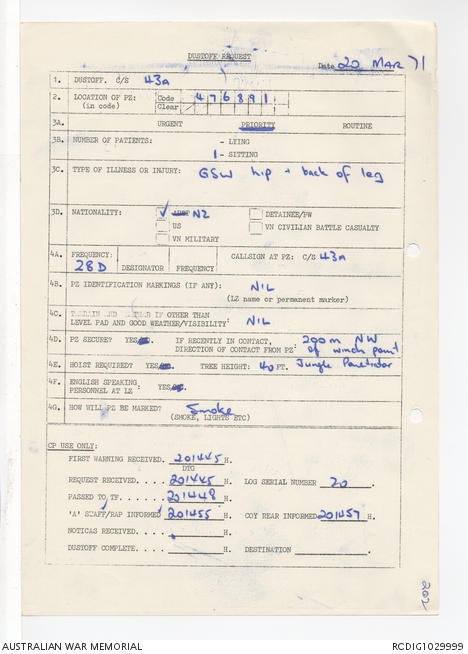 DUSTOFF REQUEST
Date 20 MAR 71
1. DUSTOFF. C/S 43A
2. LOCATION OF PZ: (in code) Code 476891
Clear
3A. URGENT PRIORITY ROUTINE
3B. NUMBER OF PATIENTS: - LYING
1 - SITTING
3C. TYPE OF ILLNESS OR INJURY: GSW hip + back of leg
3D. NATIONALITY: ✓ NZ DETAINEE/PW
US VN CIVILIAN BATTLE CASUALTY
VN MILITARY
4A. FREQUENCY: 28D DESIGNATOR FREQUENCY CALLSIGN AT PZ: C/S 43A
4B. PZ IDENTIFICATION MARKINGS (IF ANY): NIL
(LZ name or permanent marker)
4C. IF OTHER THAN
LEVEL PAD AND GOOD WEATHER/VISIBILITY: NIL
4D. PZ SECURE? YES IF RECENTLY IN CONTACT, 200m NW
DIRECTION OF CONTACT FROM PZ: of winch point
4E. HOIST REQUIRED? YES TREE HEIGHT: 40 FT. Jungle Penetrator
4F. ENGLISH SPEAKING
PERSONNEL AT LZ : YES
4G. HOW WILL PZ BE MARKED? Smoke
(SMOKE, LIGHTS ETC)
CP USE ONLY:
FIRST WARNING RECEIVED. 201445 H.
DTG
REQUEST RECEIVED. . . . 201445 H. LOG SERIAL NUMBER 20
PASSED TO TF. . . . . . 201448 H.
'A' STAFF/RAP INFORMED 201455 H. COY REAR INFORMED 201457 H.
NOTICAS RECEIVED. . . . H.
DUSTOFF COMPLETE. . . . H. DESTINATION
202
AUSTRALIAN WAR MEMORIAL RCDIG1029999